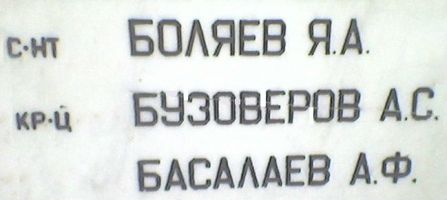 С·НТ БОЛЯЕВ Я.А.
КР·Ц БУЗОВЕРОВ А.С.
БАСАЛАЕВ А.Ф.